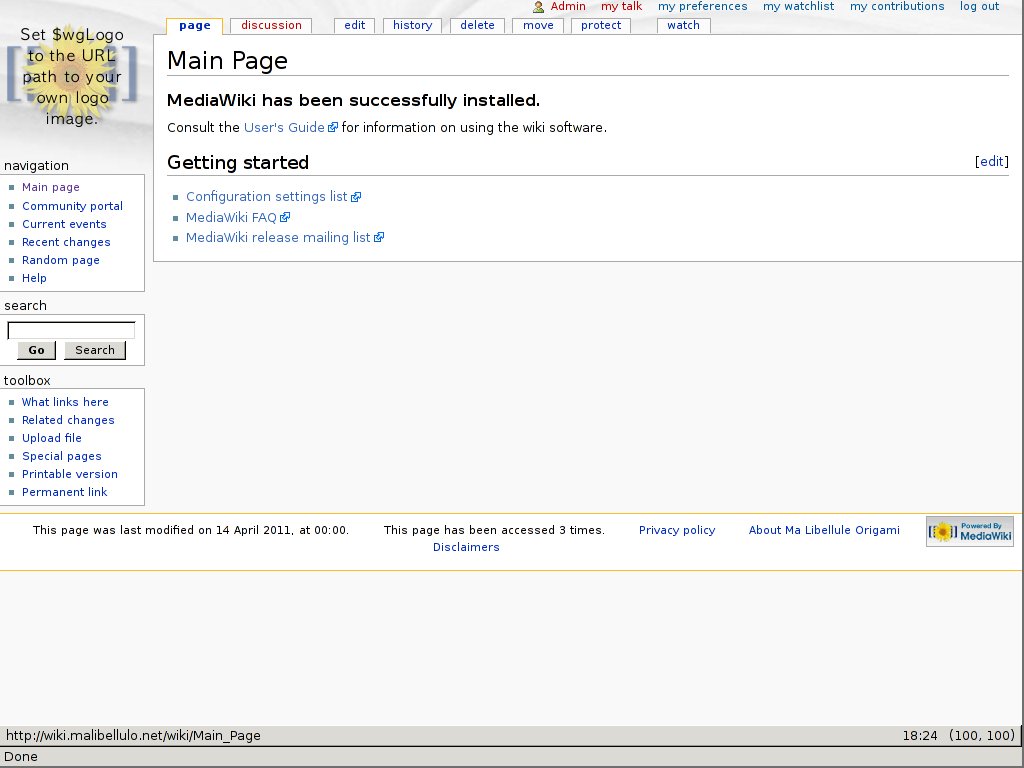 Admin my talk my preferences my watchlist my contributions log out
page discussion edit history delete move protect watch
Set $wgLogo
to the URL
path to your
own logo
image.
Main Page
MediaWiki has been successfully installed.
Consult the User's Guide for information on using the wiki software.
Getting started [edit]
Configuration settings list
MediaWiki FAQ
MediaWiki release mailing list
navigation
Main page
Community portal
Current events
Recent changes
Random page
Help
search
Go Search
toolbox
What links here
Related changes
Upload file
Special pages
Printable version
Permanent link
This page was last modified on 14 April 2011, at 00:00. This page has been accessed 3 times. Privacy policy About Ma Libellule Origami
Disclaimers
Powered By
MediaWiki
http://wiki.malibellulo.net/wiki/Main_Page 18:24 (100, 100)
Done